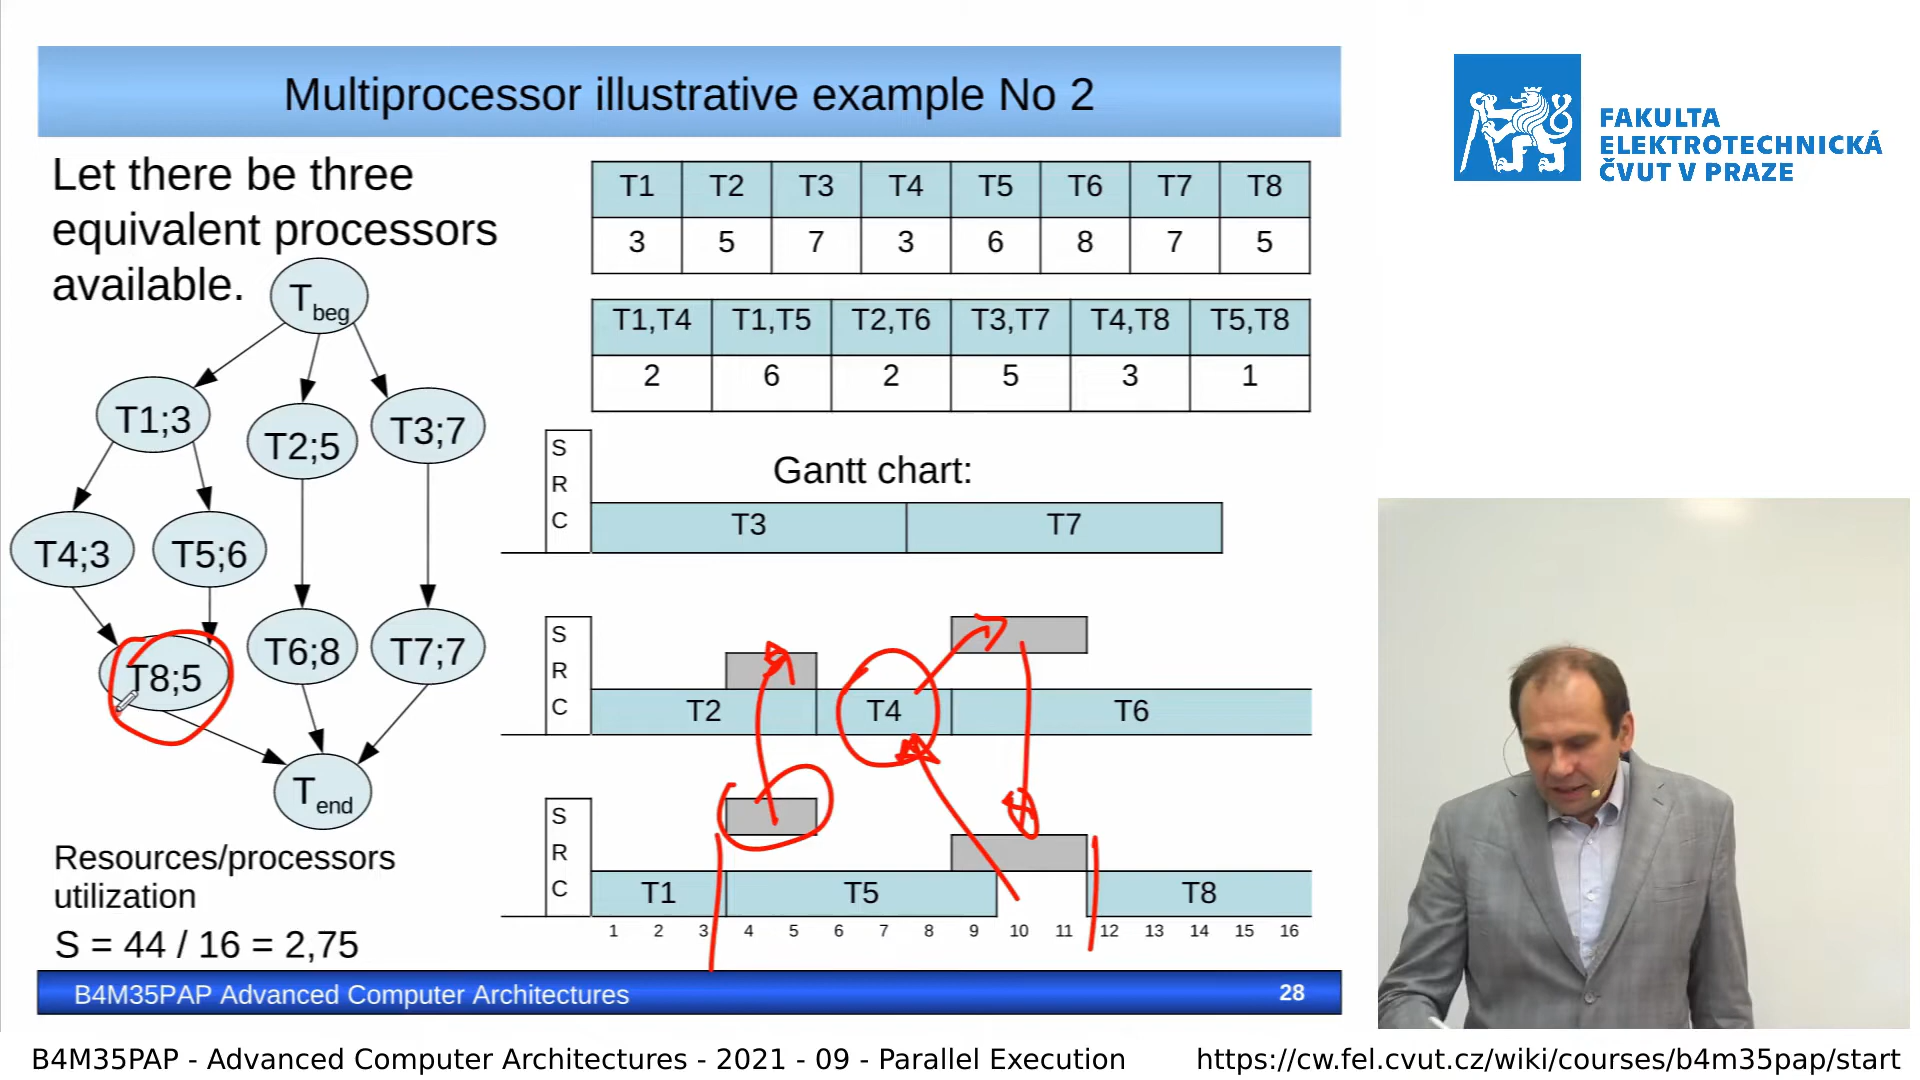 Multiprocessor illustrative example No 2
FAKULTA
ELEKTROTECHNICKÁ
ČVUT V PRAZE
Let there be three
equivalent processors
available.
T1 T2 T3 T4 T5 T6 T7 T8
3 5 7 3 6 8 7 5
T1,T4 T1,T5 T2,T6 T3,T7 T4,T8 T5,T8
2 6 2 5 3 1
Tbeg
T1;3
T2;5
T3;7
T4;3
T5;6
T6;8
T7;7
T8;5
Tend
Gantt chart:
S
R
C
T3 T7
S
R
C
T2 T4 T6
S
R
C
T1 T5 T8
1 2 3 4 5 6 7 8 9 10 11 12 13 14 15 16
Resources/processors
utilization
S = 44 / 16 = 2,75
B4M35PAP Advanced Computer Architectures 28
B4M35PAP - Advanced Computer Architectures - 2021 - 09 - Parallel Execution https://cw.fel.cvut.cz/wiki/courses/b4m35pap/start